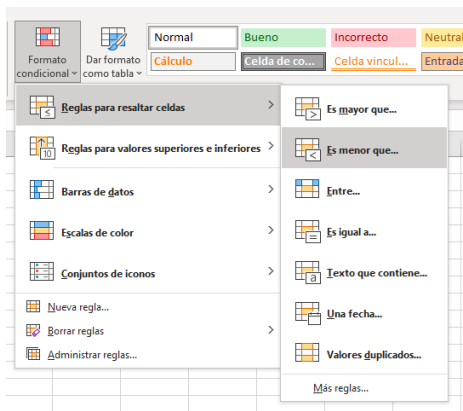 Formato condicional
Dar formato como tabla
Normal
Bueno
Incorrecto
Neutral
Cálculo
Celda de co...
Celda vincul...
Entrada
Reglas para resaltar celdas
Reglas para valores superiores e inferiores
10
Barras de datos
Escalas de color
Conjuntos de iconos
Nueva regla...
Borrar reglas
Administrar reglas...
Es mayor que...
Es menor que...
Entre...
Es igual a...
a
Texto que contiene...
Una fecha...
Valores duplicados...
Más reglas...